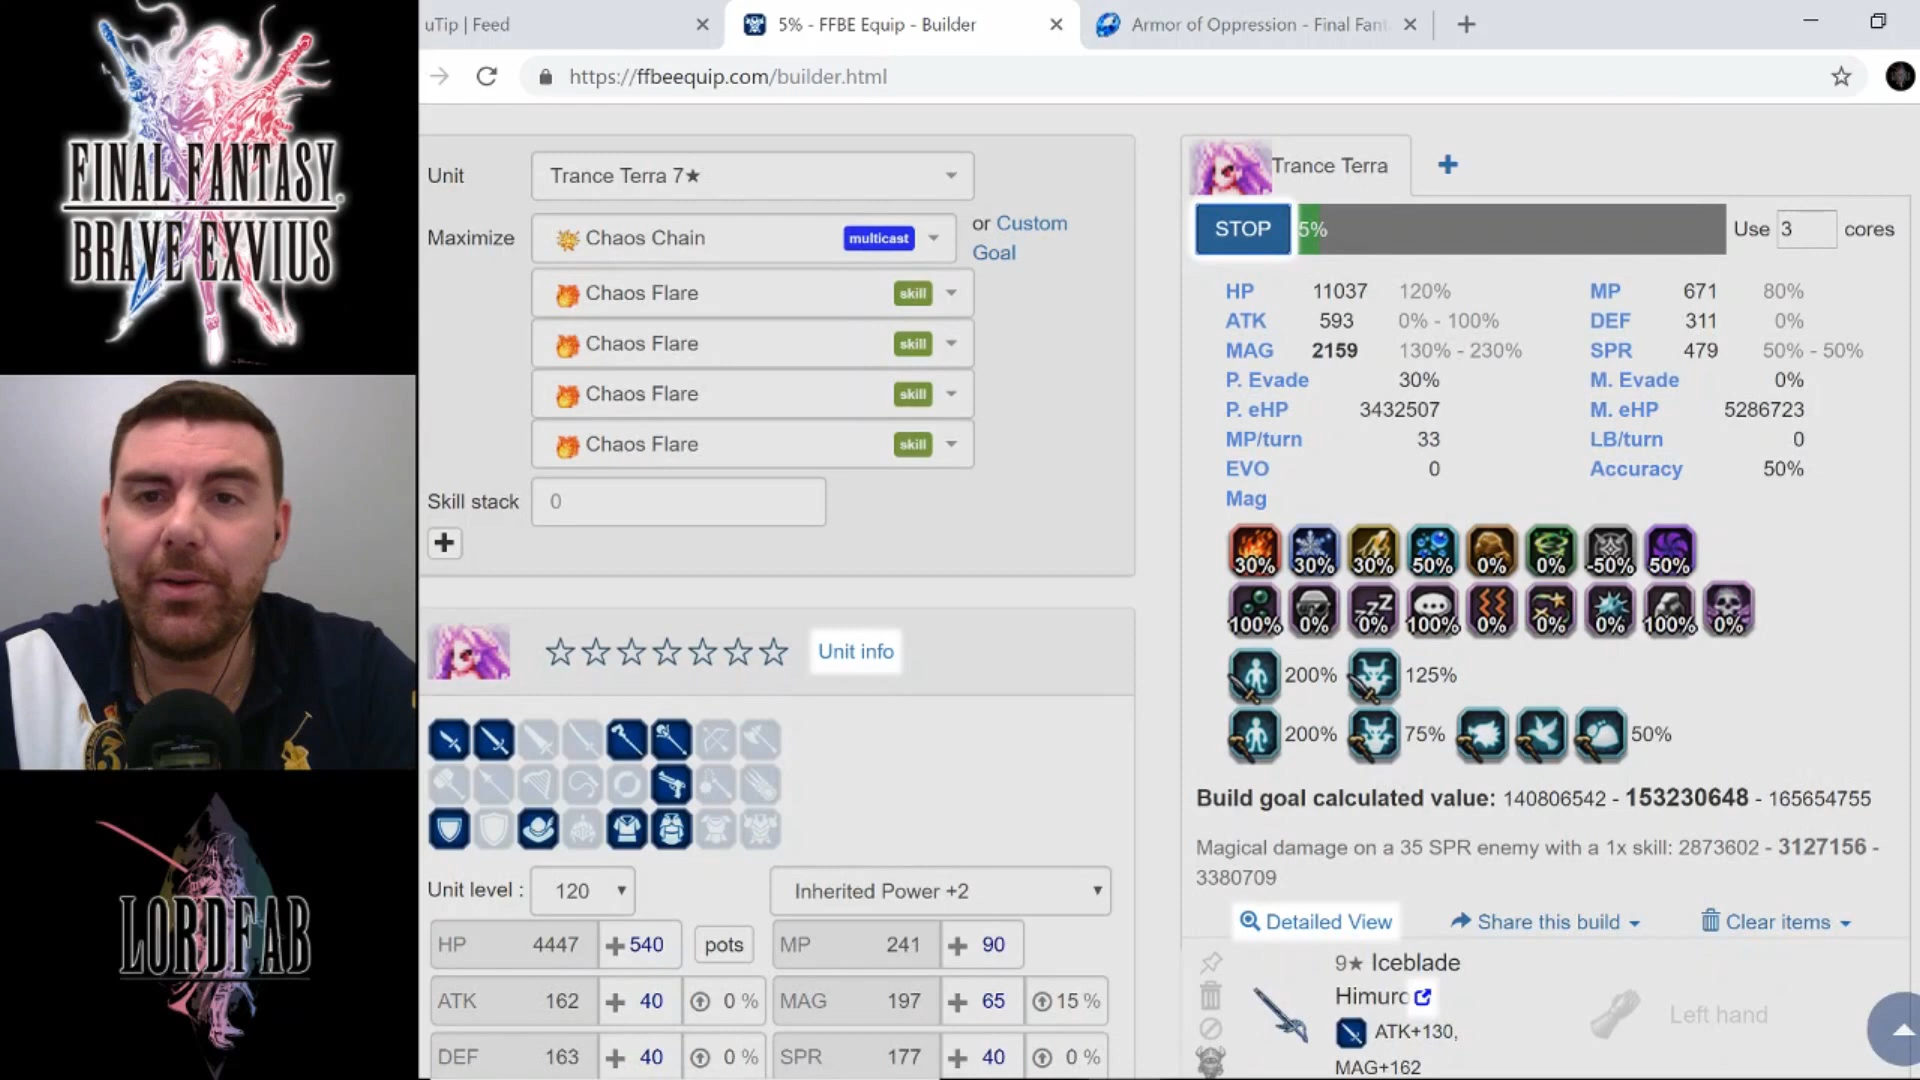 FINAL FANTASY
BRAVE EXVIUS
LORDFAB
uTip | Feed
5% - FFBE Equip - Builder
Armor of Oppression - Final Fant
https://ffbeequip.com/builder.html
Unit
Trance Terra 7★
Maximize
Chaos Chain
multicast
or Custom
Goal
Chaos Flare
skill
Chaos Flare
skill
Chaos Flare
skill
Chaos Flare
skill
Skill stack
0
Unit info
Unit level :
120
Inherited Power +2
HP 4447 540 pots MP 241 90
ATK 162 40 0 % MAG 197 65 15 %
DEF 163 40 0 % SPR 177 40 0 %
Trance Terra
STOP
5%
Use 3 cores
HP 11037 120% MP 671 80%
ATK 593 0% - 100% DEF 311 0%
MAG 2159 130% - 230% SPR 479 50% - 50%
P. Evade 30% M. Evade 0%
P. eHP 3432507 M. eHP 5286723
MP/turn 33 LB/turn 0
EVO 0 Accuracy 50%
Mag
30% 30% 30% 50% 0% 0% -50% 50%
100% 0% 0% 100% 0% 0% 0% 100% 0%
200% 125%
200% 75% 50%
Build goal calculated value: 140806542 - 153230648 - 165654755
Magical damage on a 35 SPR enemy with a 1x skill: 2873602 - 3127156 -
3380709
Detailed View
Share this build
Clear items
9★ Iceblade
Himuro
ATK+130,
MAG+162
Left hand